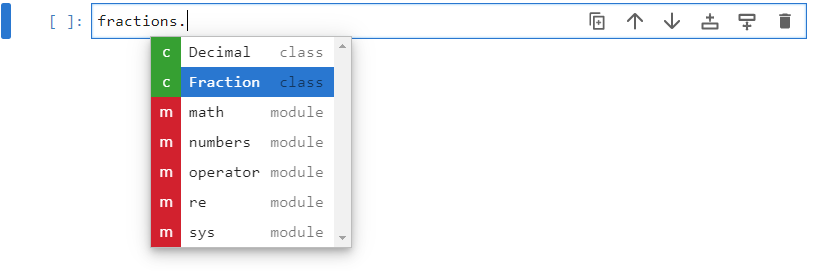 [ ]: fractions.
c Decimal class
c Fraction class
m math module
m numbers module
m operator module
m re module
m sys module